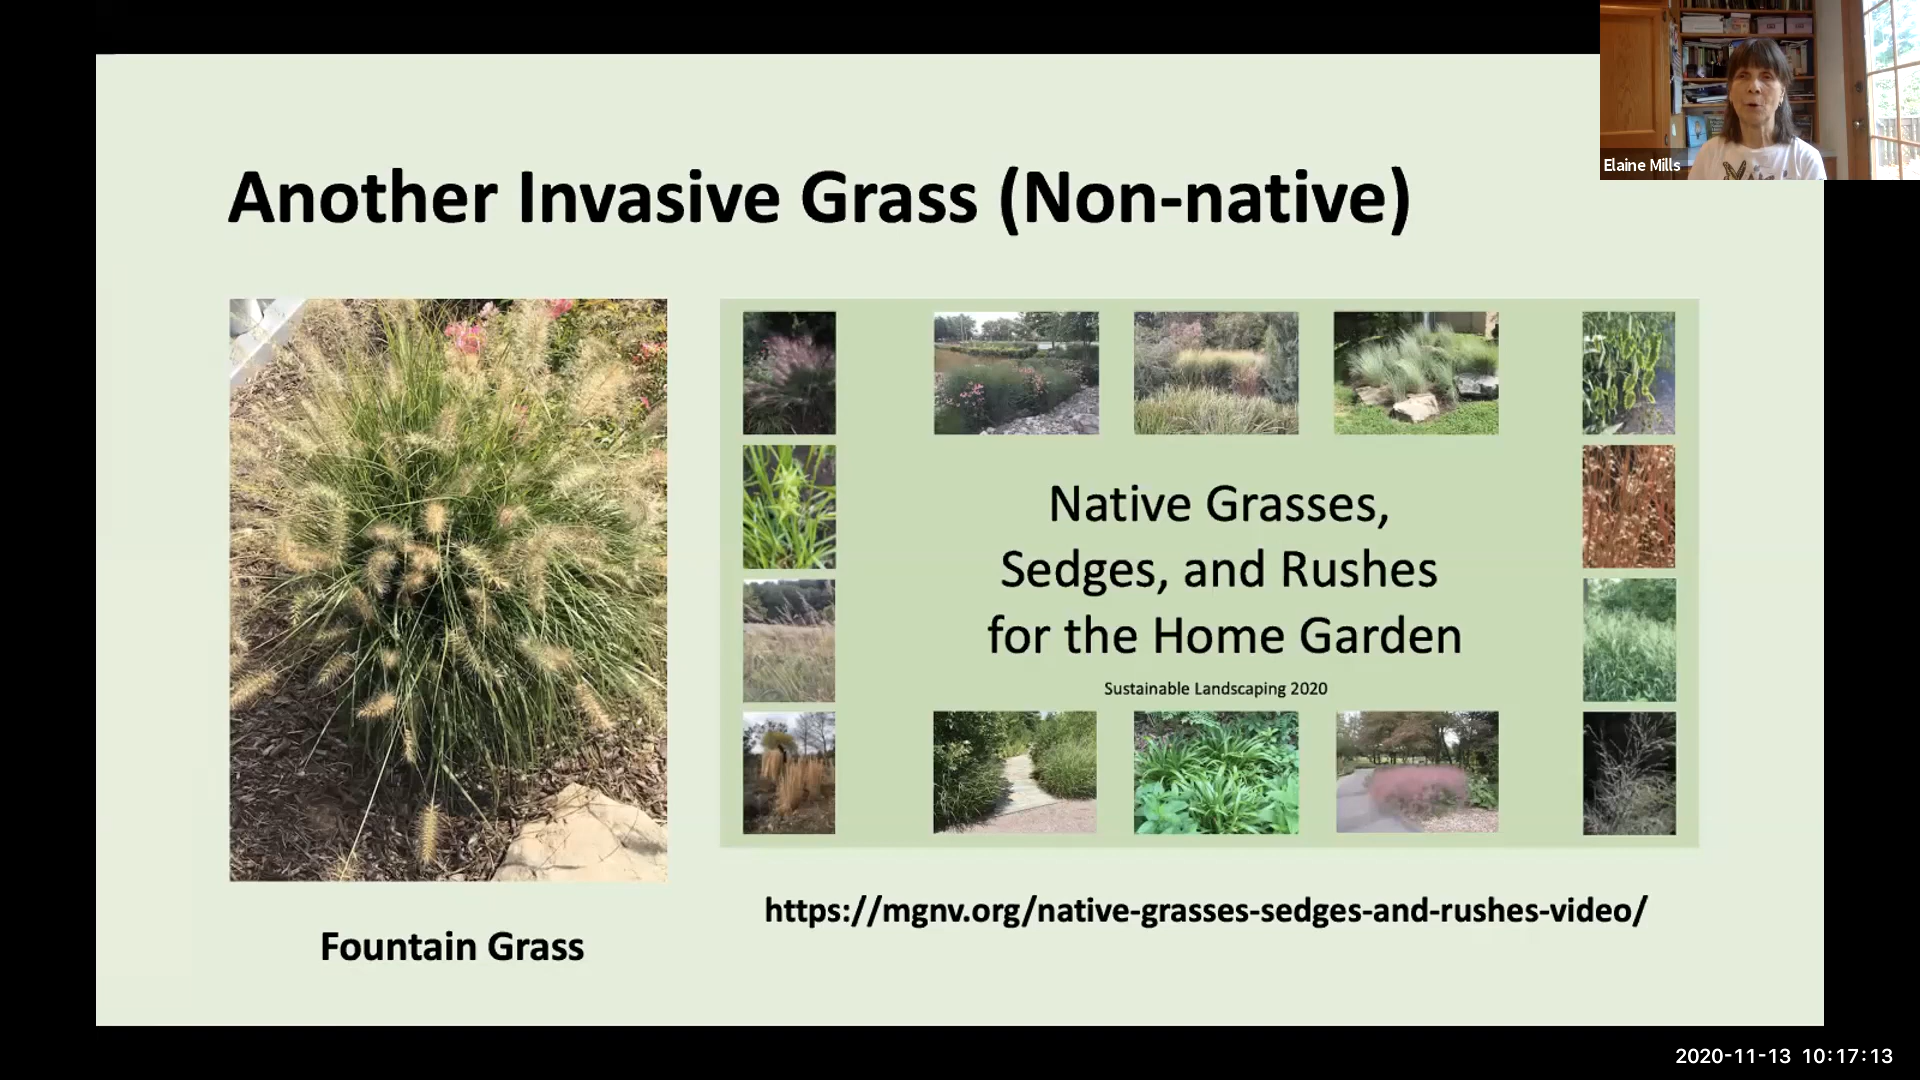 Another Invasive Grass (Non-native)
Elaine Mills
Native Grasses,
Sedges, and Rushes
for the Home Garden
Sustainable Landscaping 2020
https://mgnv.org/native-grasses-sedges-and-rushes-video/
Fountain Grass
2020-11-13 10:17:13